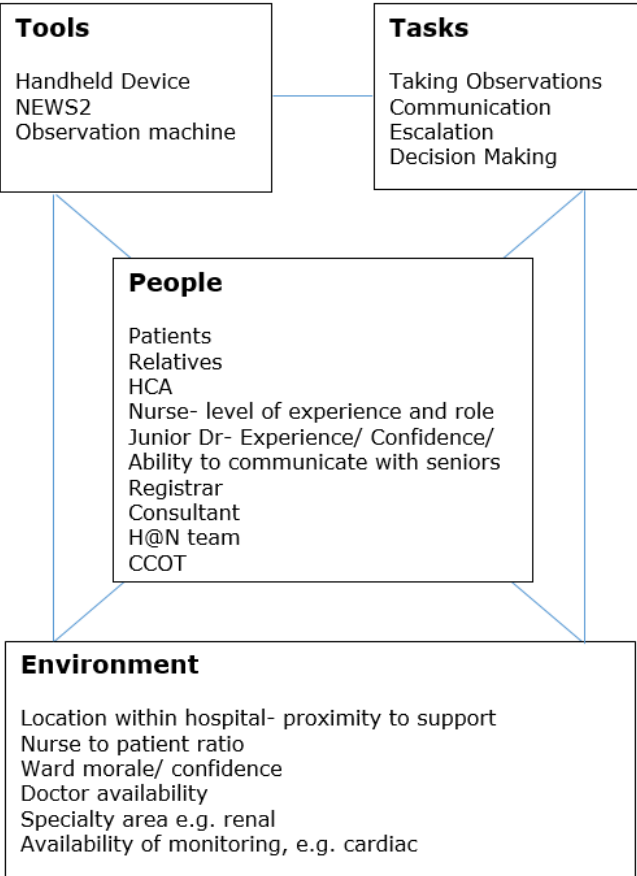 Tools
Handheld Device
NEWS2
Observation machine
Tasks
Taking Observations
Communication
Escalation
Decision Making
People
Patients
Relatives
HCA
Nurse- level of experience and role
Junior Dr- Experience/ Confidence/
Ability to communicate with seniors
Registrar
Consultant
H@N team
CCOT
Environment
Location within hospital- proximity to support
Nurse to patient ratio
Ward morale/ confidence
Doctor availability
Specialty area e.g. renal
Availability of monitoring, e.g. cardiac